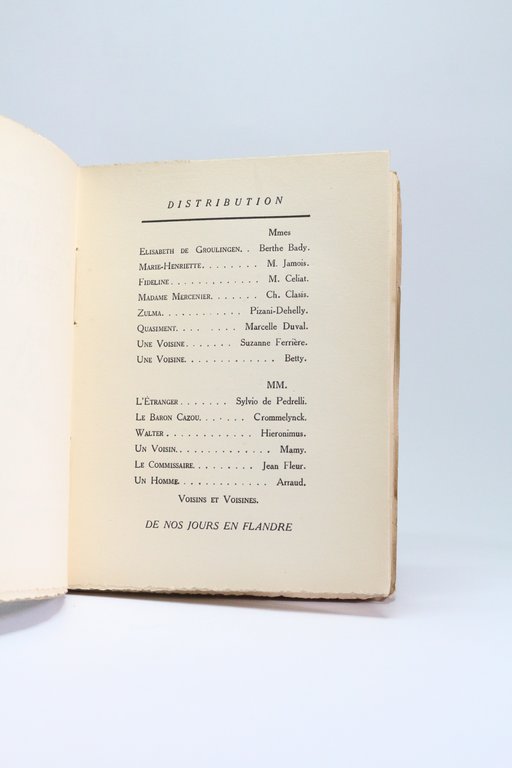 DISTRIBUTION
Mmes
Elisabeth de Groulingen. . Berthe Bady.
Marie-Henriette. . . . . . . . M. Jamois.
Fideline . . . . . . . . . . . . . M. Celiat.
Madame Mercenier. . . . . . . Ch. Clasis.
Zulma. . . . . . . . . . . . Pizani-Dehelly.
Quasiment. . . . . . . . Marcelle Duval.
Une Voisine . . . . . . . Suzanne Ferrière.
Une Voisine. . . . . . . . . . . . . Betty.
MM.
L'Étranger . . . . . . . Sylvio de Pedrelli.
Le Baron Cazou. . . . . . . Crommelynck.
Walter . . . . . . . . . . . . Hieronimus.
Un Voisin. . . . . . . . . . . . . . Mamy.
Le Commissaire. . . . . . . . . Jean Fleur.
Un Homme. . . . . . . . . . . . . Arraud.
Voisins et Voisines.
DE NOS JOURS EN FLANDRE